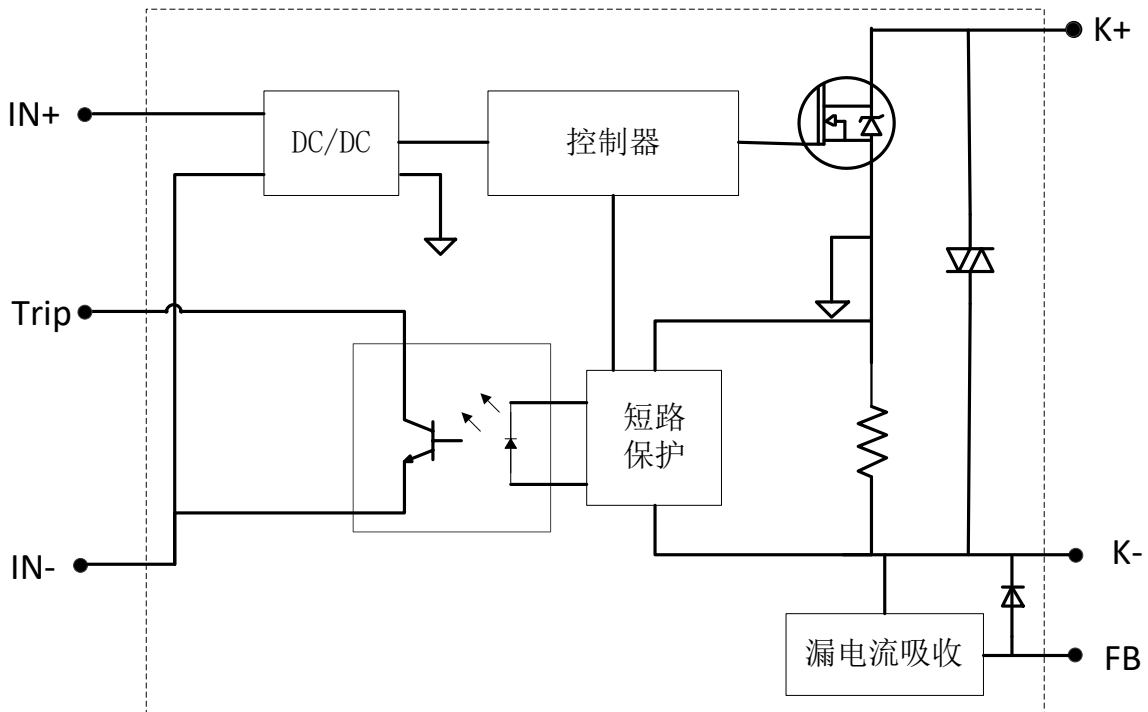 K+
IN+
DC/DC
控制器
Trip
短路
保护
IN-
K-
漏电流吸收
FB